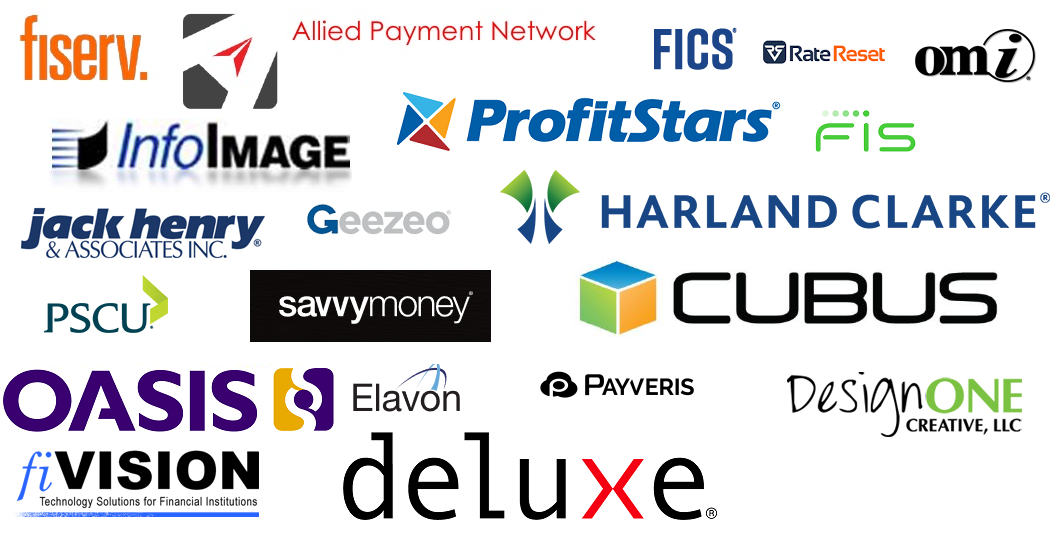 fiserv.
Allied Payment Network
FICS®
RateReset
omi®
InfoIMAGE
ProfitStars®
FiS
jack henry®
& ASSOCIATES INC.
Geezeo®
HARLAND CLARKE®
PSCU
savvymoney®
CUBUS
OASIS
Elavon
PAYVERIS
DesignONE
CREATIVE, LLC
fiVISION
Technology Solutions for Financial Institutions
deluxe®